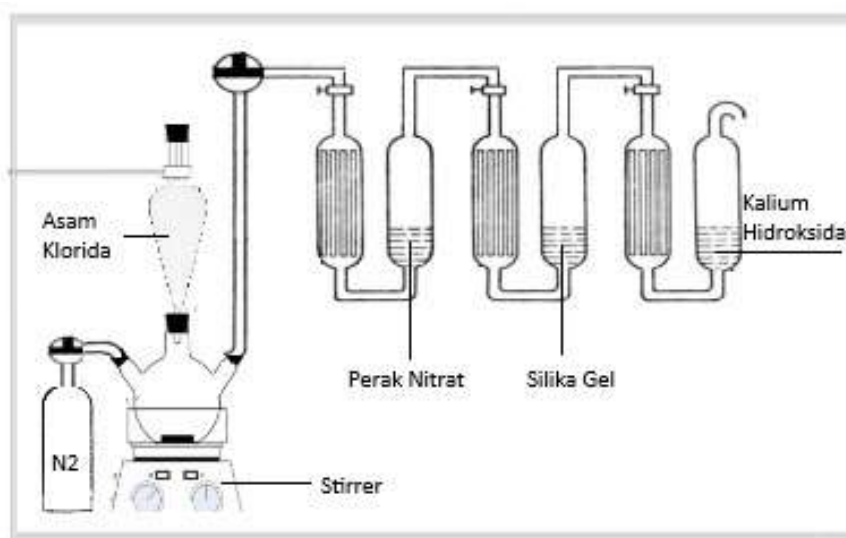 Asam
Klorida
Kalium
Hidroksida
Perak Nitrat
Silika Gel
N2
Stirrer